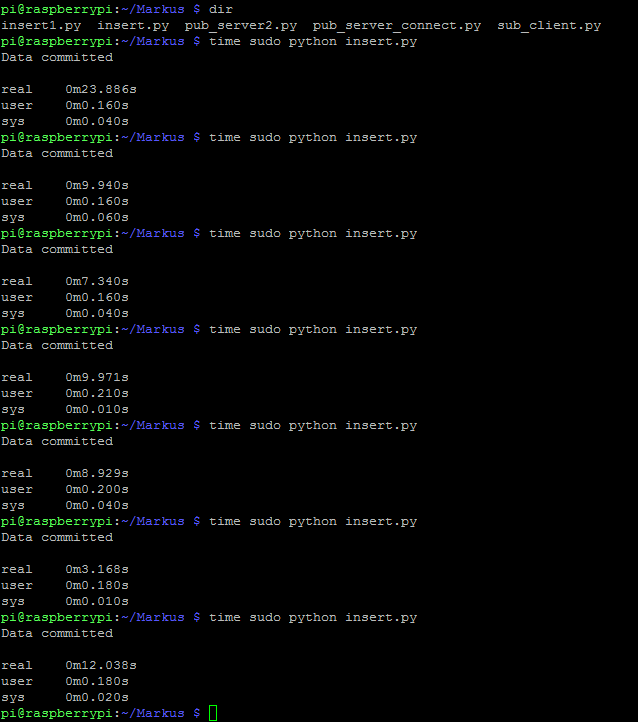 pi@raspberrypi:~/Markus $ dir
insert1.py  insert.py  pub_server2.py  pub_server_connect.py  sub_client.py
pi@raspberrypi:~/Markus $ time sudo python insert.py
Data committed

real    0m23.886s
user    0m0.160s
sys     0m0.040s
pi@raspberrypi:~/Markus $ time sudo python insert.py
Data committed

real    0m9.940s
user    0m0.160s
sys     0m0.060s
pi@raspberrypi:~/Markus $ time sudo python insert.py
Data committed

real    0m7.340s
user    0m0.160s
sys     0m0.040s
pi@raspberrypi:~/Markus $ time sudo python insert.py
Data committed

real    0m9.971s
user    0m0.210s
sys     0m0.010s
pi@raspberrypi:~/Markus $ time sudo python insert.py
Data committed

real    0m8.929s
user    0m0.200s
sys     0m0.040s
pi@raspberrypi:~/Markus $ time sudo python insert.py
Data committed

real    0m3.168s
user    0m0.180s
sys     0m0.010s
pi@raspberrypi:~/Markus $ time sudo python insert.py
Data committed

real    0m12.038s
user    0m0.180s
sys     0m0.020s
pi@raspberrypi:~/Markus $